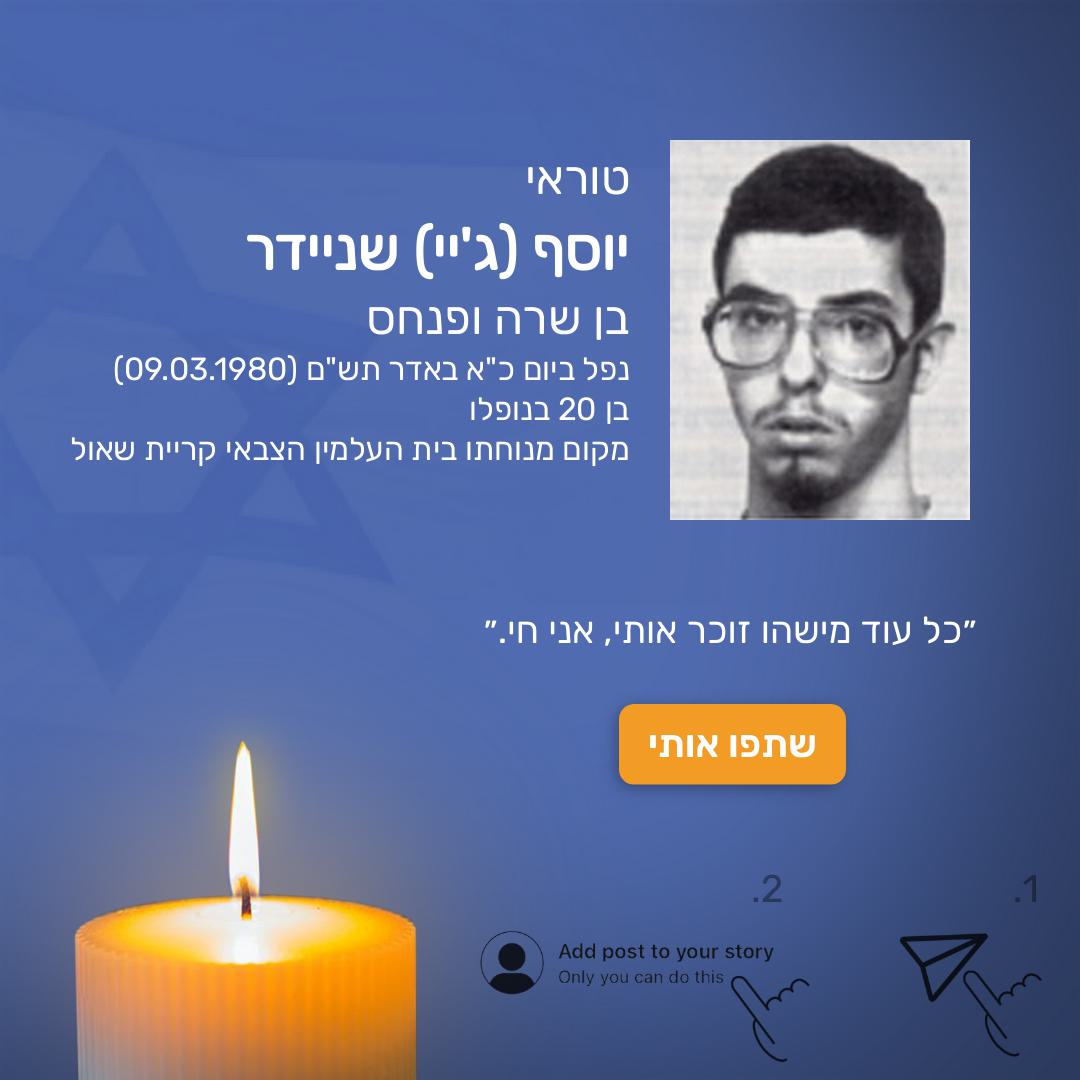 טוראי
יוסף (ג'יי) שניידר
בן שרה ופנחס
נפל ביום כ"א באדר תש"ם (09.03.1980)
בן 20 בנופלו
מקום מנוחתו בית העלמין הצבאי קריית שאול
”כל עוד מישהו זוכר אותי, אני חי.”
שתפו אותי
.1
.2
Add post to your story
Only you can do this